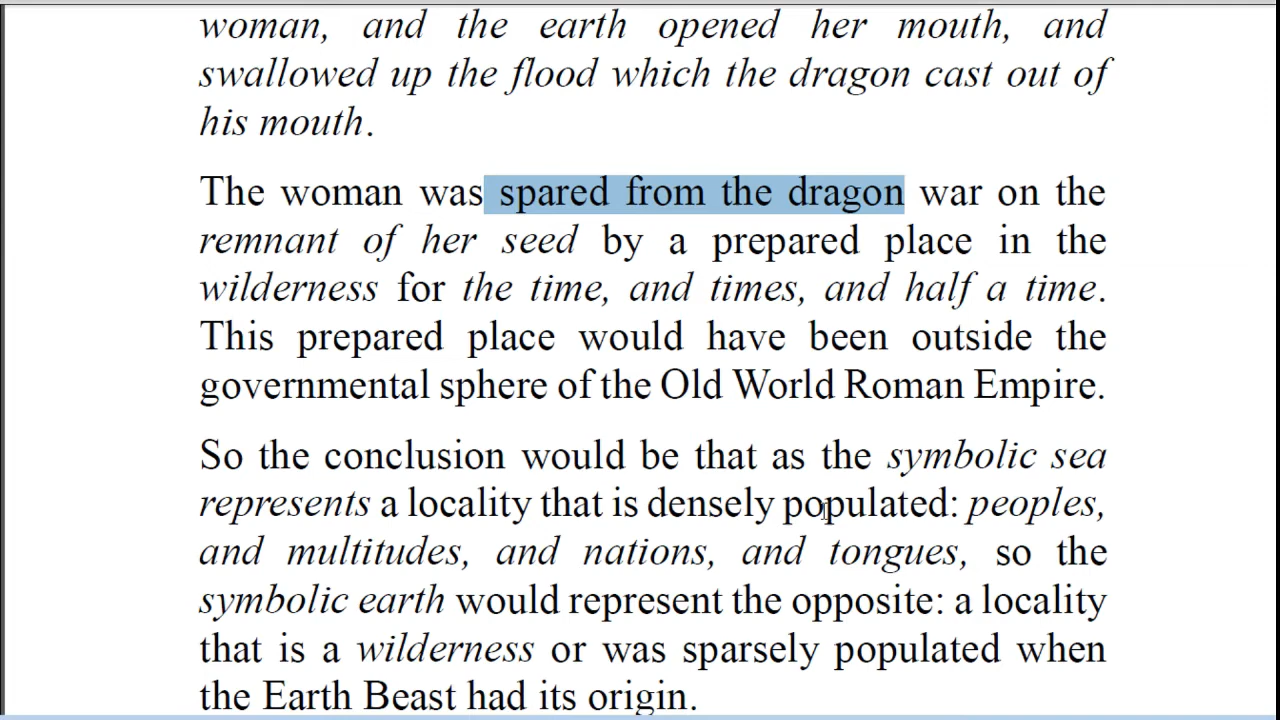 woman, and the earth opened her mouth, and
swallowed up the flood which the dragon cast out of
his mouth.
The woman was spared from the dragon war on the
remnant of her seed by a prepared place in the
wilderness for the time, and times, and half a time.
This prepared place would have been outside the
governmental sphere of the Old World Roman Empire.
So the conclusion would be that as the symbolic sea
represents a locality that is densely populated: peoples,
and multitudes, and nations, and tongues, so the
symbolic earth would represent the opposite: a locality
that is a wilderness or was sparsely populated when
the Earth Beast had its origin.